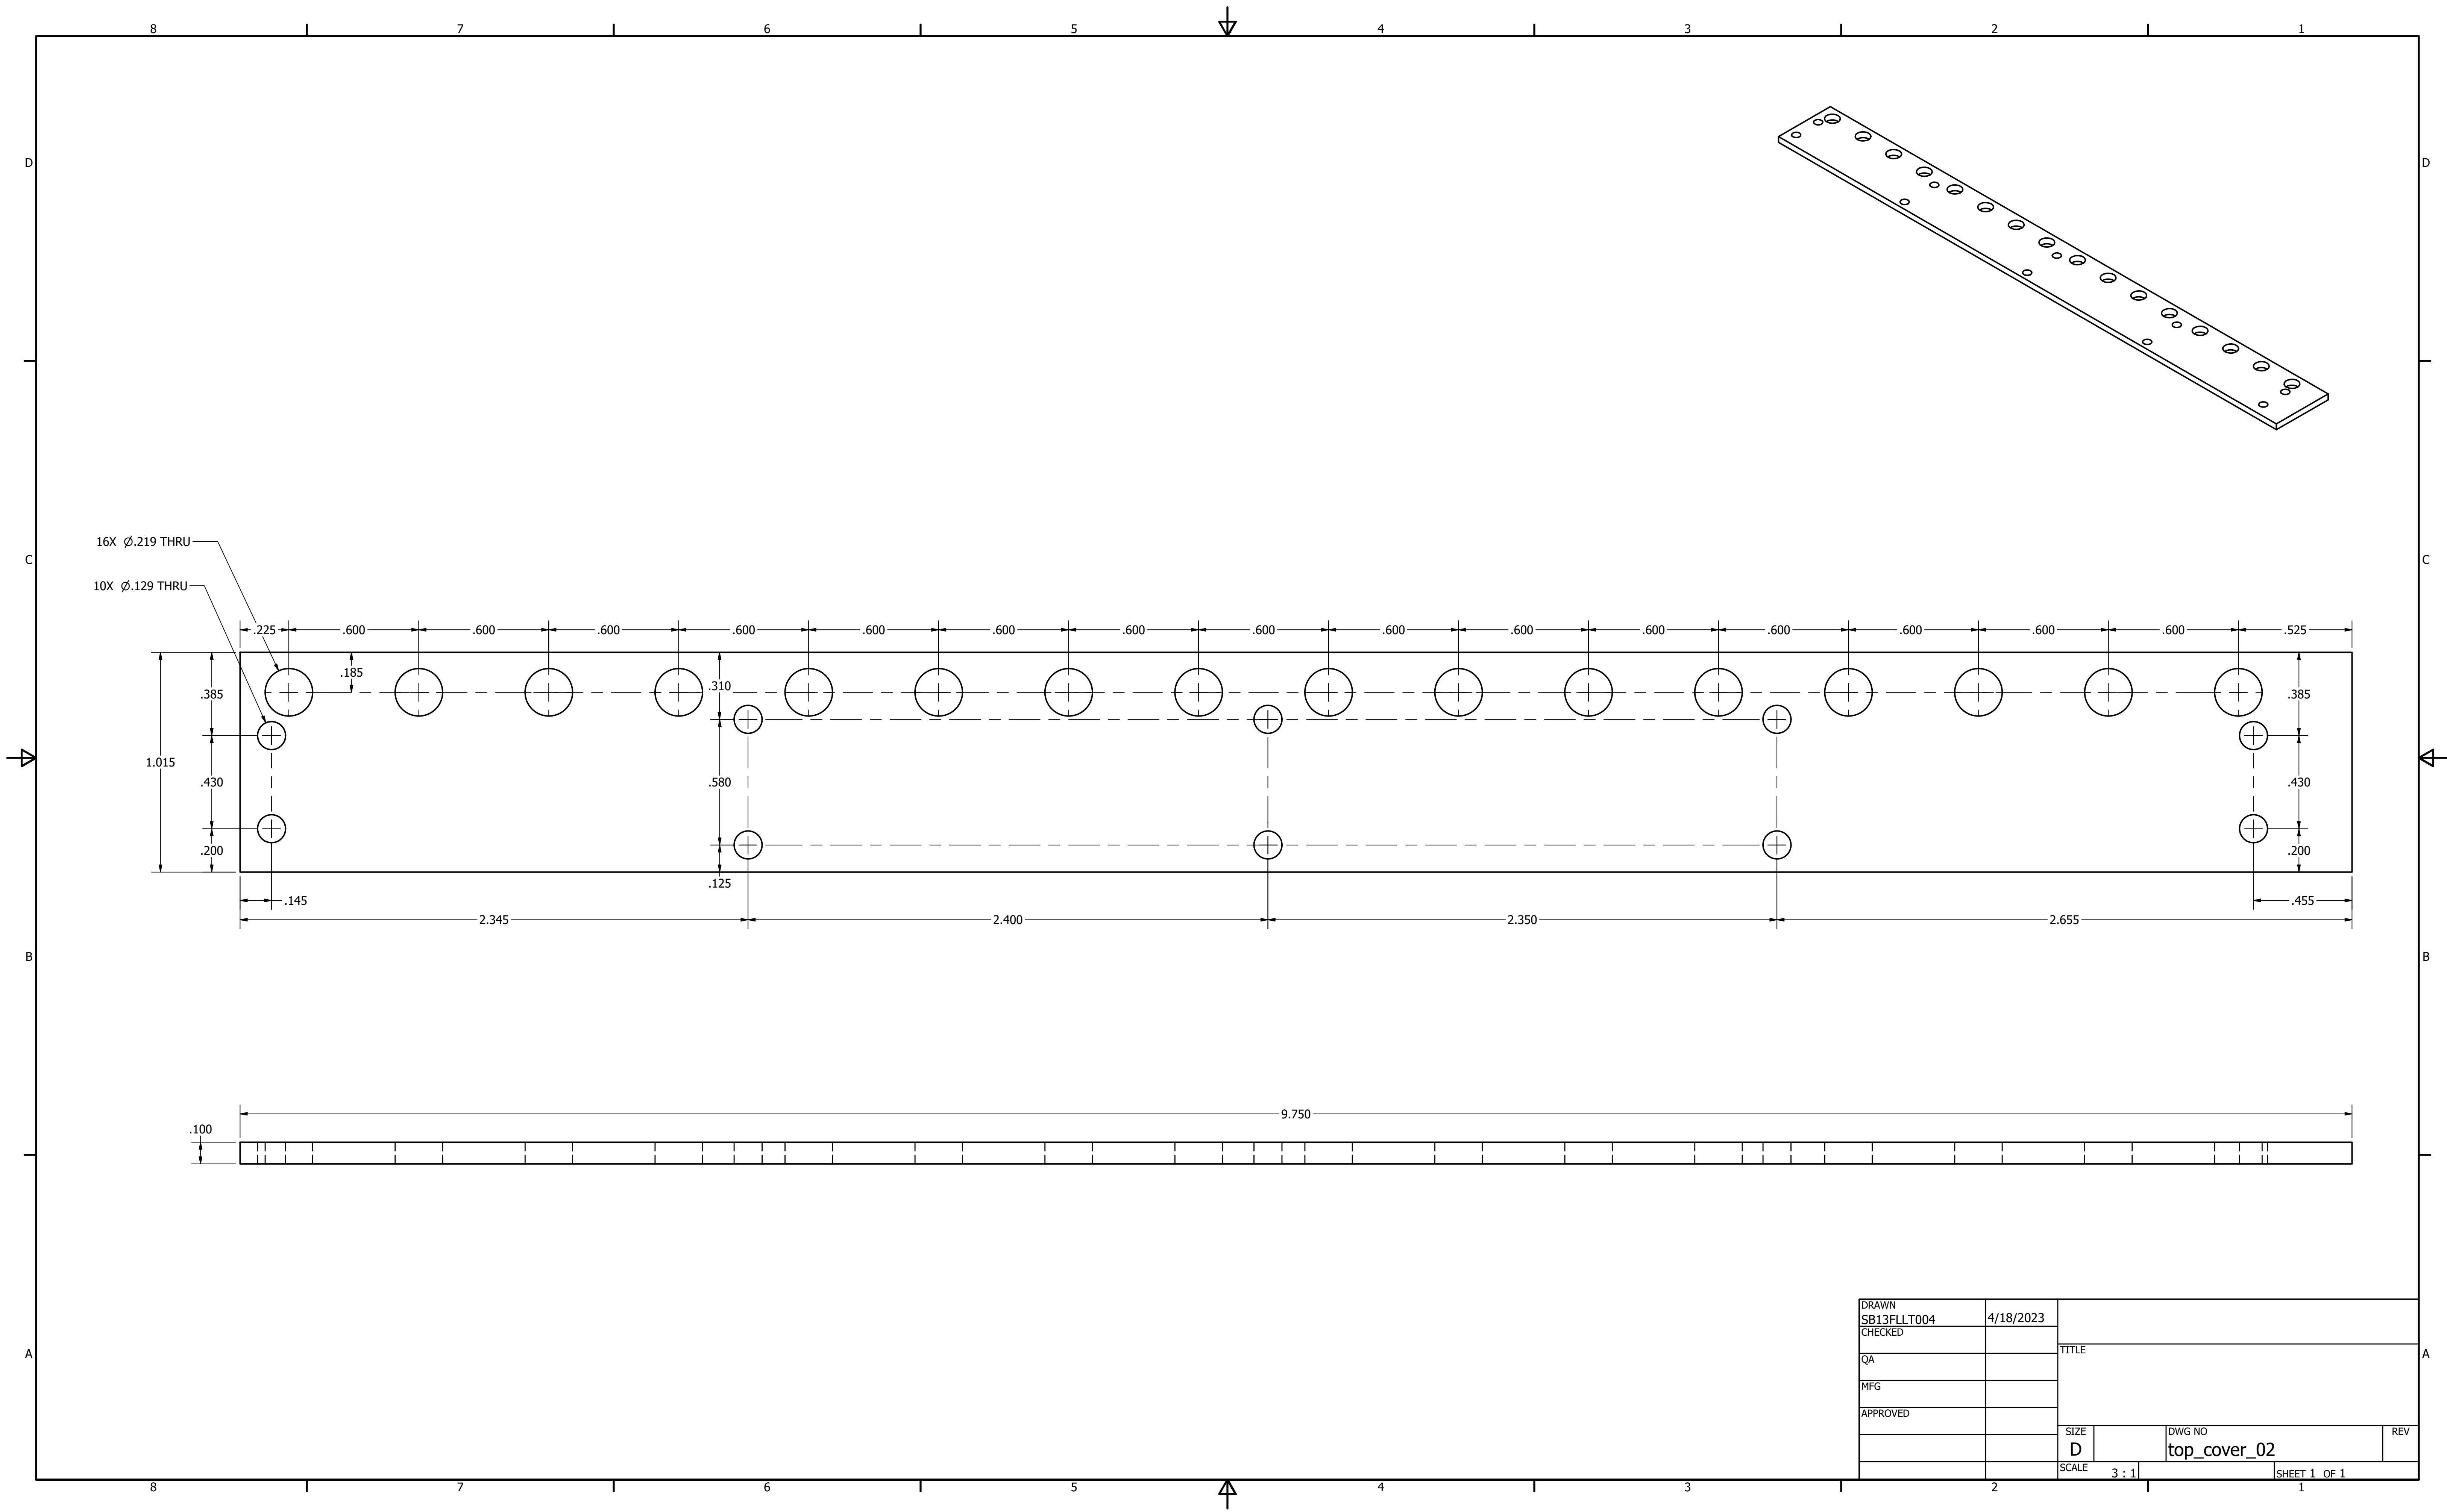 8 7 6 5 4 3 2 1
D D
16X Ø.219 THRU
C C
10X Ø.129 THRU
.225 .600 .600 .600 .600 .600 .600 .600 .600 .600 .600 .600 .600 .600 .600 .600 .525
.185
.385 .310 .385
1.015
.430 .580 .430
.200 .200
.125
.145 .455
2.345 2.400 2.350 2.655
B B
9.750
.100
DRAWN
SB13FLLT004 4/18/2023
CHECKED
TITLE
A A
QA
MFG
APPROVED
SIZE DWG NO REV
D top_cover_02
SCALE 3 : 1 SHEET 1 OF 1
8 7 6 5 4 3 2 1